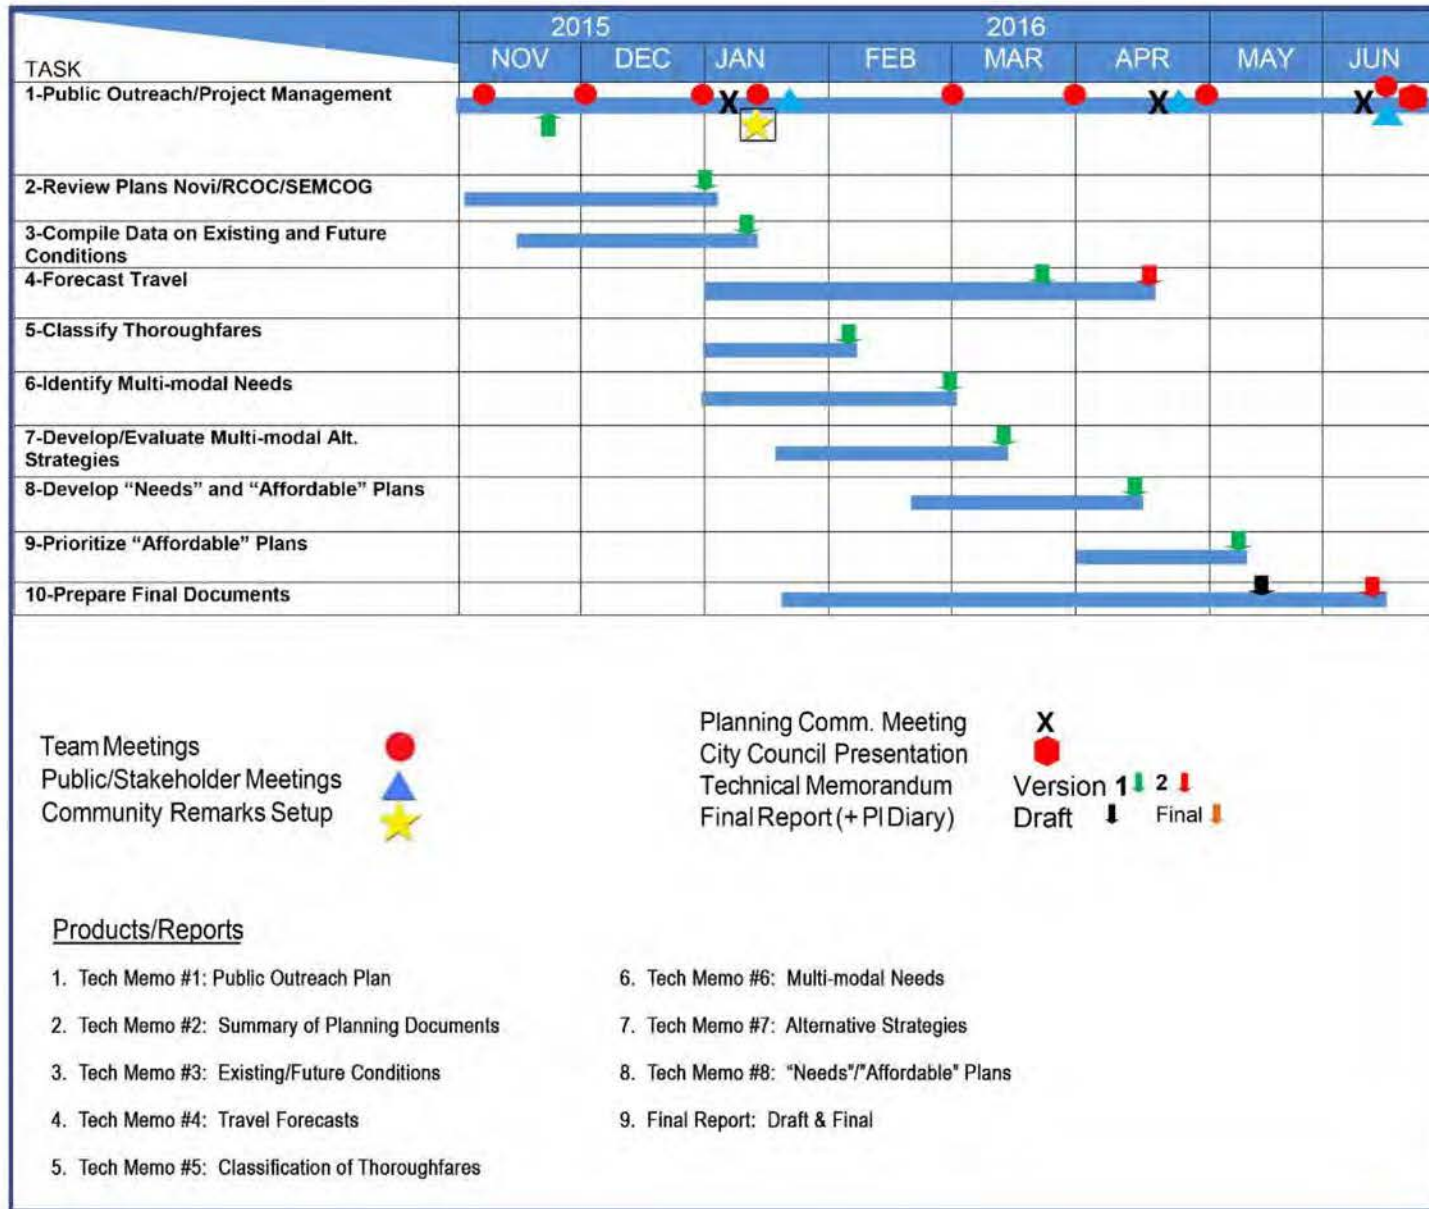 2015 2016
TASK NOV DEC JAN FEB MAR APR MAY JUN
1-Public Outreach/Project Management
X X X
2-Review Plans Novi/RCOC/SEMCOG
3-Compile Data on Existing and Future
Conditions
4-Forecast Travel
5-Classify Thoroughfares
6-Identify Multi-modal Needs
7-Develop/Evaluate Multi-modal Alt.
Strategies
8-Develop “Needs” and “Affordable” Plans
9-Prioritize “Affordable” Plans
10-Prepare Final Documents
Team Meetings
Public/Stakeholder Meetings
Community Remarks Setup
Planning Comm. Meeting X
City Council Presentation
Technical Memorandum Version 1 2
Final Report (+ PI Diary) Draft Final
Products/Reports
1. Tech Memo #1: Public Outreach Plan
2. Tech Memo #2: Summary of Planning Documents
3. Tech Memo #3: Existing/Future Conditions
4. Tech Memo #4: Travel Forecasts
5. Tech Memo #5: Classification of Thoroughfares
6. Tech Memo #6: Multi-modal Needs
7. Tech Memo #7: Alternative Strategies
8. Tech Memo #8: "Needs"/"Affordable" Plans
9. Final Report: Draft & Final